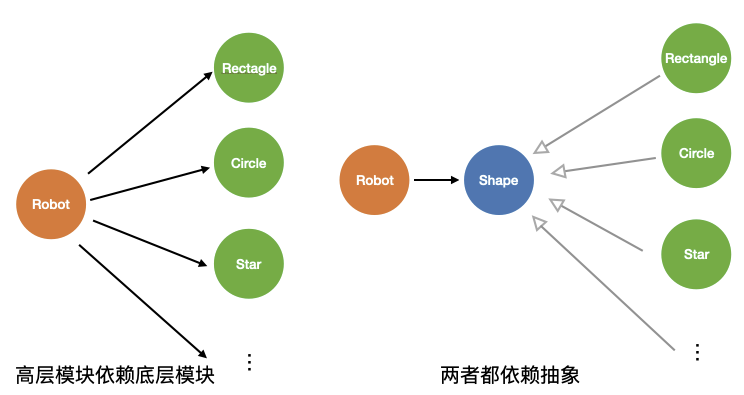 Rectagle
Circle
Robot
Star
⋮
高层模块依赖底层模块
Rectangle
Circle
Robot
Shape
Star
⋮
两者都依赖抽象